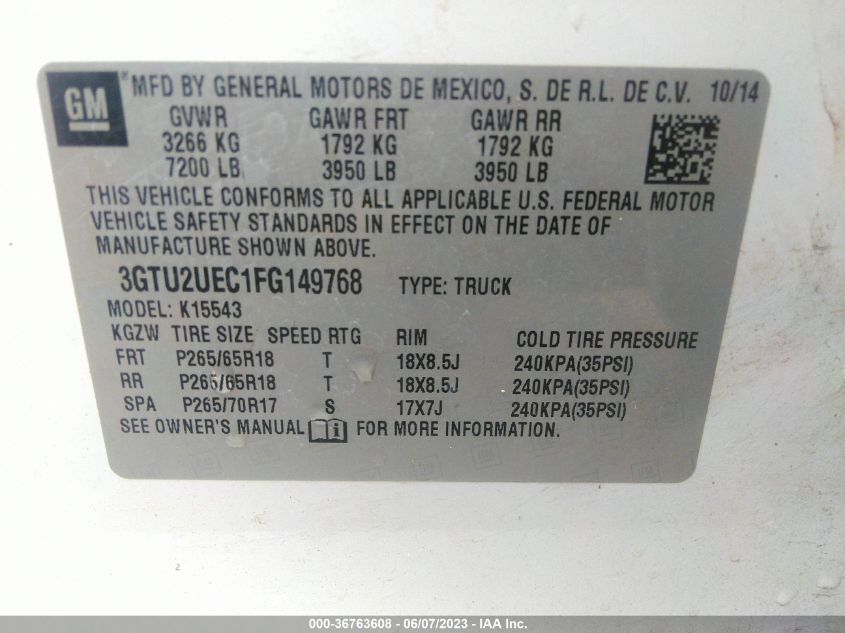 GM
® MFD BY GENERAL MOTORS DE MEXICO, S. DE R.L. DE C.V. 10/14
GVWR GAWR FRT GAWR RR
3266 KG 1792 KG 1792 KG
7200 LB 3950 LB 3950 LB
THIS VEHICLE CONFORMS TO ALL APPLICABLE U.S. FEDERAL MOTOR
VEHICLE SAFETY STANDARDS IN EFFECT ON THE DATE OF
MANUFACTURE SHOWN ABOVE.
3GTU2UEC1FG149768 TYPE: TRUCK
MODEL: K15543
KGZW TIRE SIZE SPEED RTG RIM COLD TIRE PRESSURE
FRT P265/65R18 T 18X8.5J 240KPA(35PSI)
RR P265/65R18 T 18X8.5J 240KPA(35PSI)
SPA P265/70R17 S 17X7J 240KPA(35PSI)
SEE OWNER'S MANUAL i FOR MORE INFORMATION.
GM
000-36763608 - 06/07/2023 - IAA Inc.